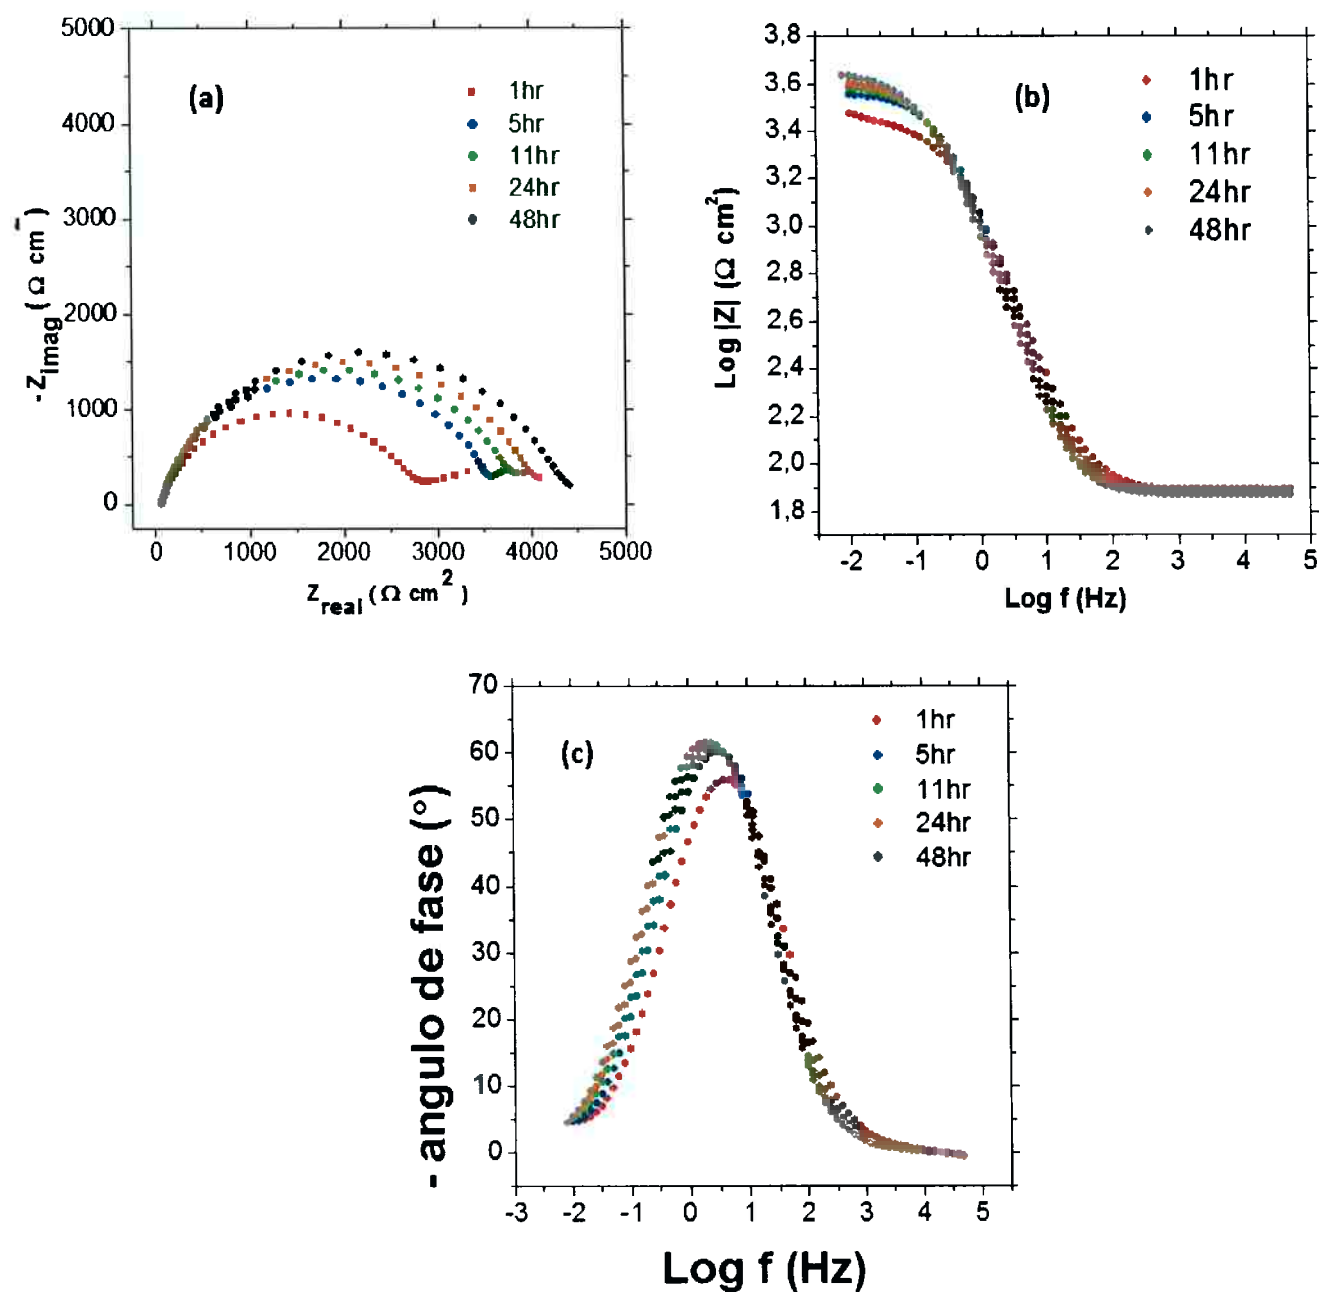 (a)
1hr
5hr
11hr
24hr
48hr
5000
4000
3000
2000
1000
0
-Zimag (Ω cm
0 1000 2000 3000 4000 5000
Zreal (Ω cm2)
(b)
1hr
5hr
11hr
24hr
48hr
3,8
3,6
3,4
3,2
3,0
2,8
2,6
2,4
2,2
2,0
1,8
Log |Z| (Ω cm2)
-2 -1 0 1 2 3 4 5
Log f (Hz)
(c)
1hr
5hr
11hr
24hr
48hr
70
60
50
40
30
20
10
0
- angulo de fase (°)
-3 -2 -1 0 1 2 3 4 5
Log f (Hz)